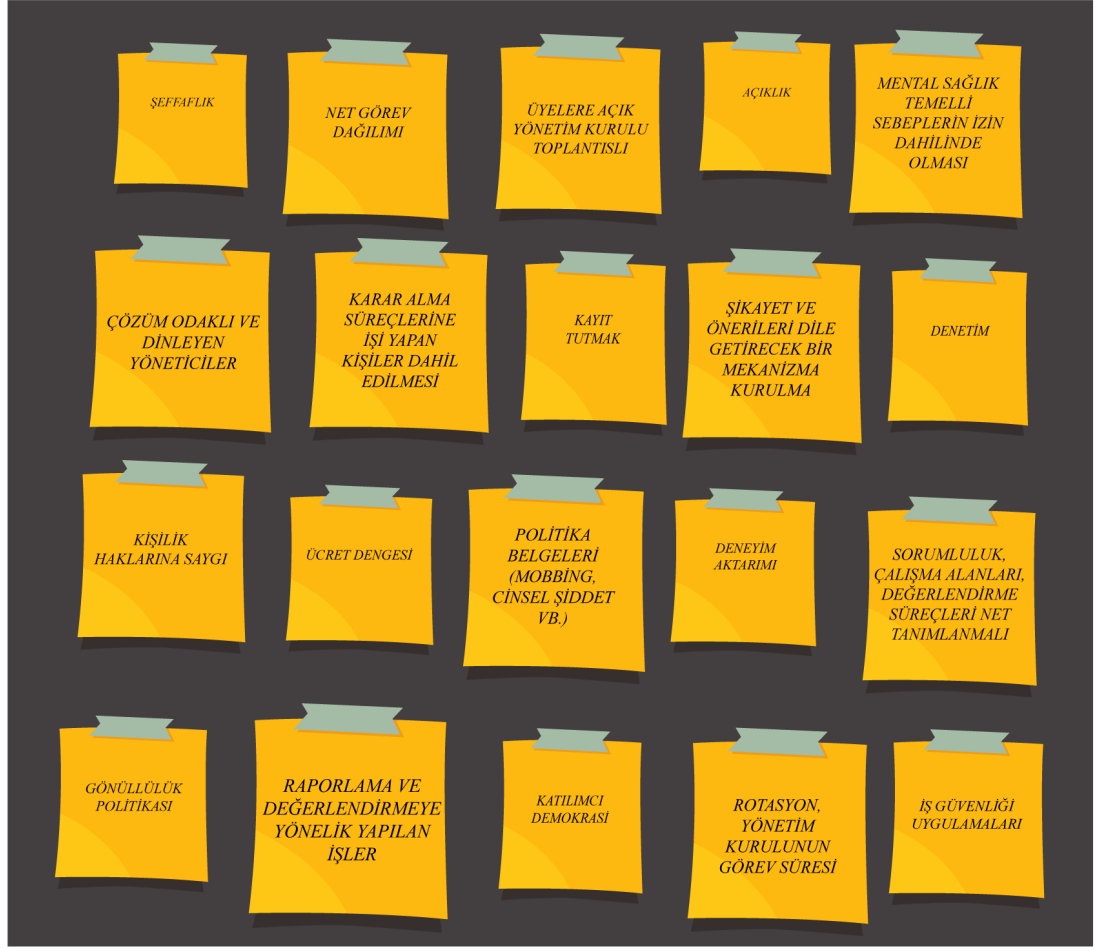 ŞEFFAFLIK
NET GÖREV
DAĞILIMI
ÜYELERE AÇIK
YÖNETİM KURULU
TOPLANTISLI
AÇIKLIK
MENTAL SAĞLIK
TEMELLİ
SEBEPLERİN İZİN
DAHİLİNDE
OLMASI
ÇÖZÜM ODAKLI VE
DİNLEYEN
YÖNETİCİLER
KARAR ALMA
SÜREÇLERİNE
İŞİ YAPAN
KİŞİLER DAHİL
EDİLMESİ
KAYIT
TUTMAK
ŞİKAYET VE
ÖNERİLERİ DİLE
GETİRECEK BİR
MEKANİZMA
KURULMA
DENETİM
KİŞİLİK
HAKLARINA SAYGI
ÜCRET DENGESİ
POLİTİKA
BELGELERİ
(MOBBİNG,
CİNSEL ŞİDDET
VB.)
DENEYİM
AKTARIMI
SORUMLULUK,
ÇALIŞMA ALANLARI,
DEĞERLENDİRME
SÜREÇLERİ NET
TANIMLANMALI
GÖNÜLLÜLÜK
POLİTİKASI
RAPORLAMA VE
DEĞERLENDİRMEYE
YÖNELİK YAPILAN
İŞLER
KATILIMCI
DEMOKRASİ
ROTASYON,
YÖNETİM
KURULUNUN
GÖREV SÜRESİ
İŞ GÜVENLİĞİ
UYGULAMALARI